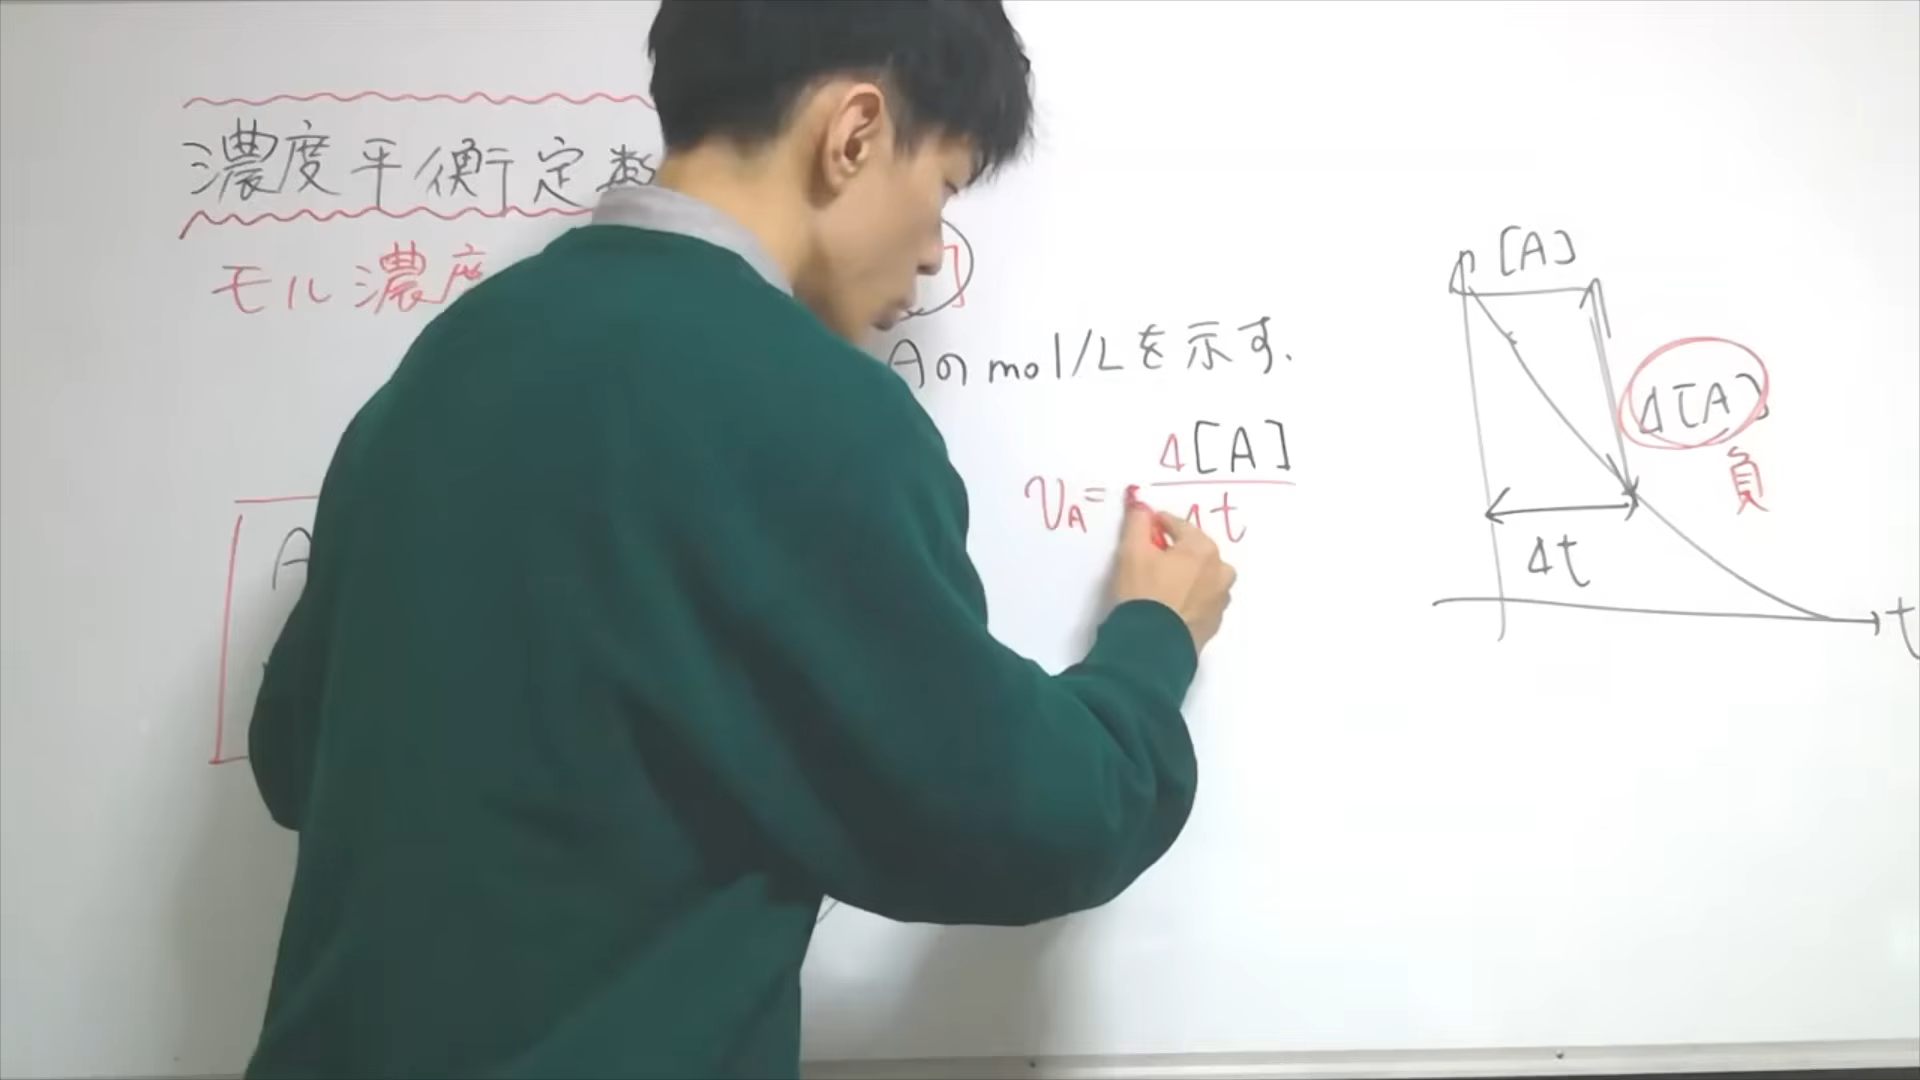 濃度平衡定数
モル濃度
]
Aのmol/Lを示す.
A
v_A=
Δ[A]
Δt
[A]
Δ[A]
負
Δt
t